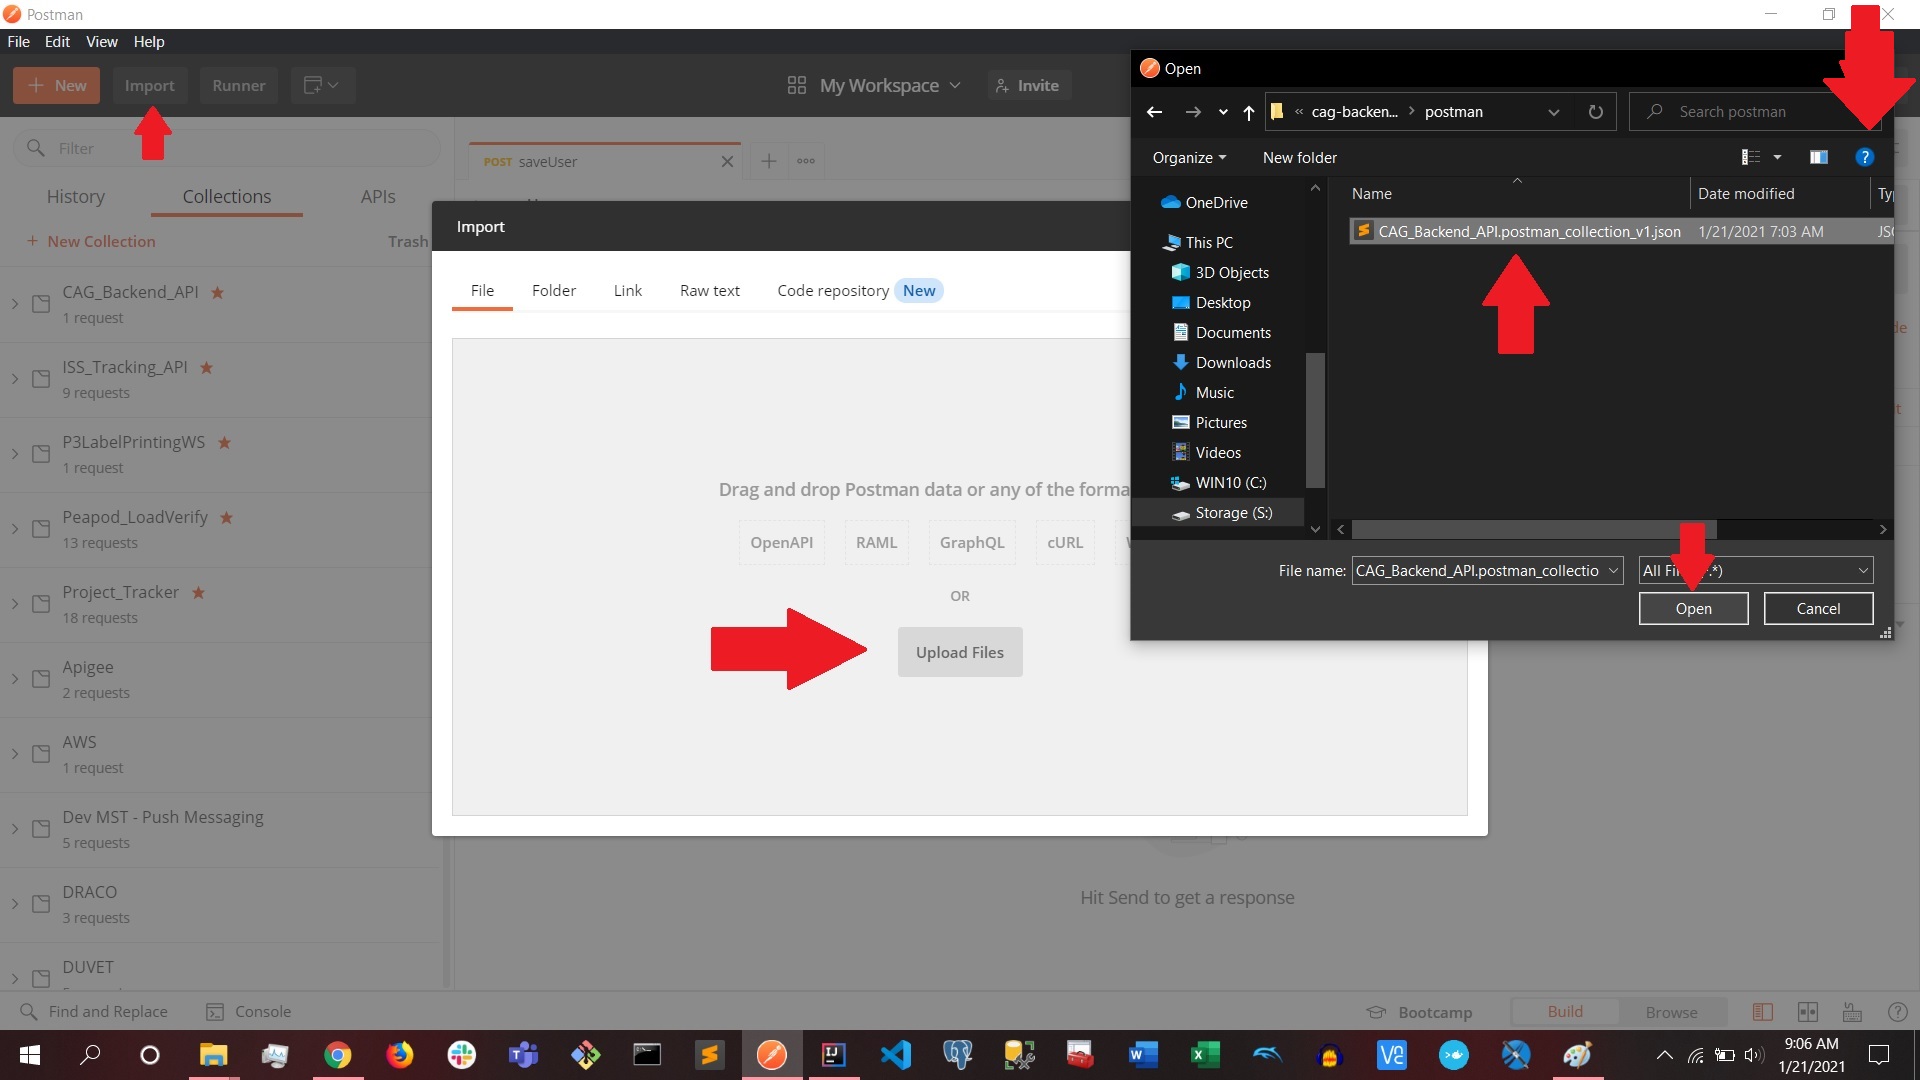 Postman
File Edit View Help
New Import Runner
My Workspace
Invite
Filter
History Collections APIs
+ New Collection Trash
CAG_Backend_API
1 request
ISS_Tracking_API
9 requests
P3LabelPrintingWS
1 request
Peapod_LoadVerify
13 requests
Project_Tracker
18 requests
Apigee
2 requests
AWS
1 request
Dev MST - Push Messaging
5 requests
DRACO
3 requests
DUVET
POST saveUser
Import
File Folder Link Raw text Code repository New
Drag and drop Postman data or any of the forma
OpenAPI RAML GraphQL cURL
OR
Upload Files
Hit Send to get a response
Open
« cag-backen... > postman
Search postman
Organize New folder
Name Date modified Ty
CAG_Backend_API.postman_collection_v1.json 1/21/2021 7:03 AM JS
OneDrive
This PC
3D Objects
Desktop
Documents
Downloads
Music
Pictures
Videos
WIN10 (C:)
Storage (S:)
File name: CAG_Backend_API.postman_collectio
All Fi .*)
Open Cancel
Find and Replace Console
Bootcamp Build Browse
9:06 AM
1/21/2021